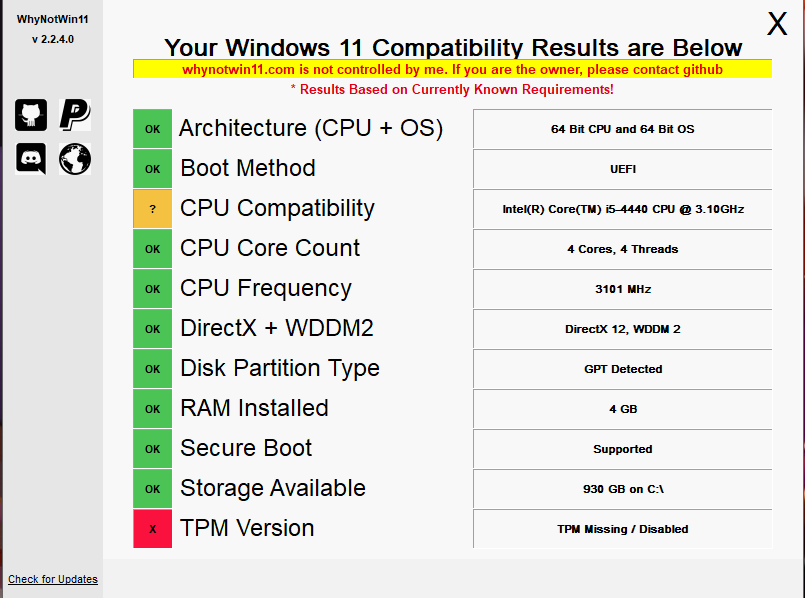 WhyNotWin11
v 2.2.4.0
Your Windows 11 Compatibility Results are Below
X
whynotwin11.com is not controlled by me. If you are the owner, please contact github
* Results Based on Currently Known Requirements!
OK Architecture (CPU + OS) 64 Bit CPU and 64 Bit OS
OK Boot Method UEFI
? CPU Compatibility Intel(R) Core(TM) i5-4440 CPU @ 3.10GHz
OK CPU Core Count 4 Cores, 4 Threads
OK CPU Frequency 3101 MHz
OK DirectX + WDDM2 DirectX 12, WDDM 2
OK Disk Partition Type GPT Detected
OK RAM Installed 4 GB
OK Secure Boot Supported
OK Storage Available 930 GB on C:\
X TPM Version TPM Missing / Disabled
Check for Updates